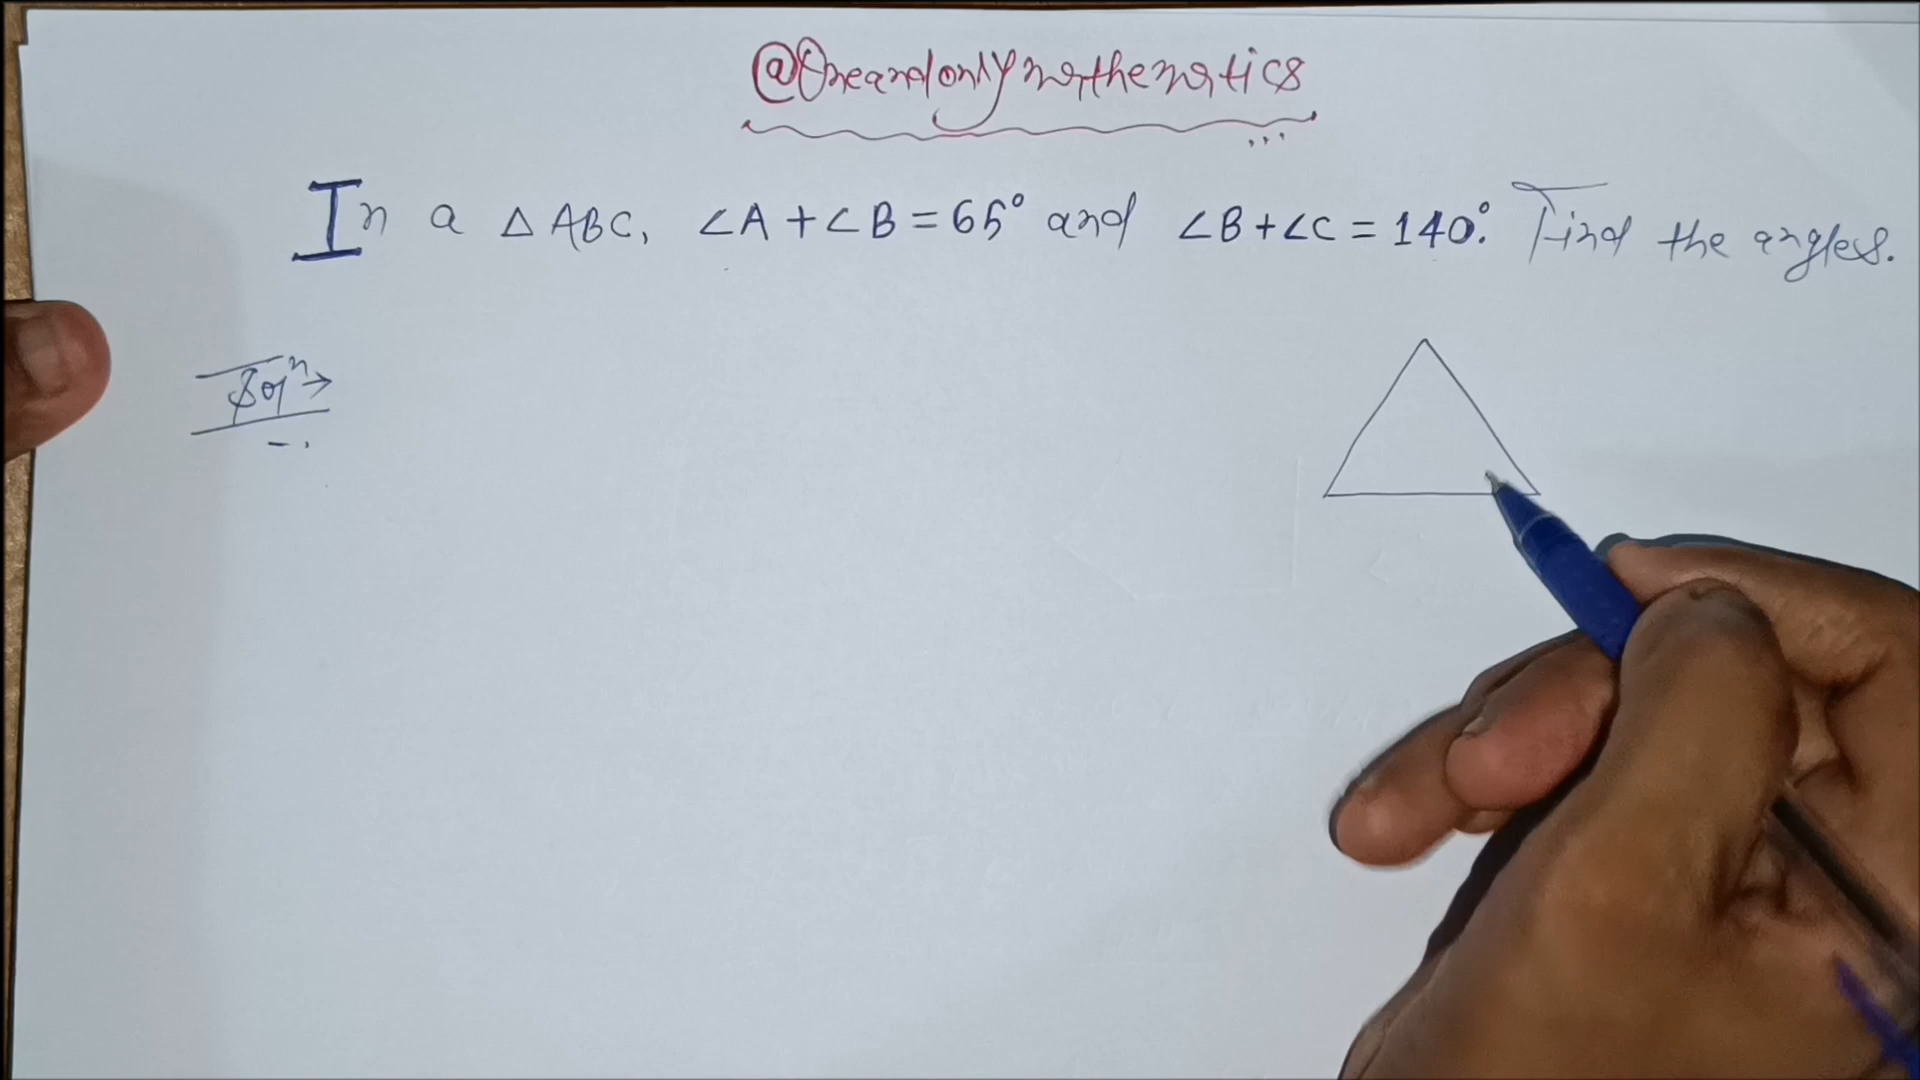 @Oneandonlymathematics
In a △ ABC, ∠A + ∠B = 65° and ∠B + ∠C = 140°. Find the angles.
Solⁿ→